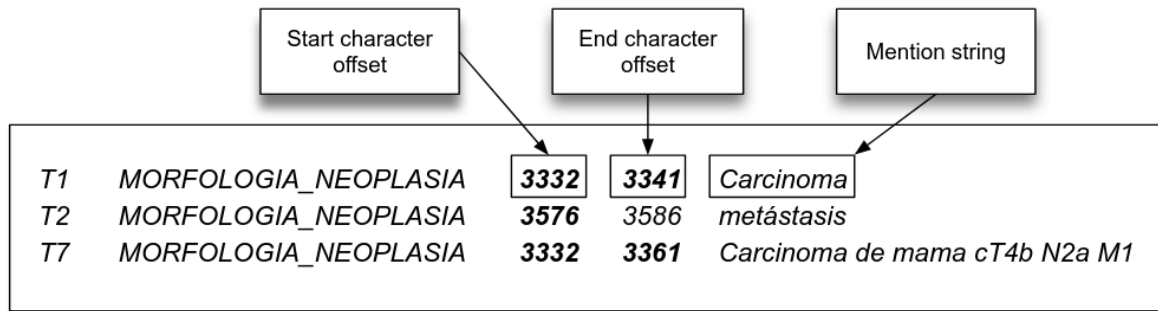 Start character
offset
End character
offset
Mention string
T1 MORFOLOGIA_NEOPLASIA 3332 3341 Carcinoma
T2 MORFOLOGIA_NEOPLASIA 3576 3586 metástasis
T7 MORFOLOGIA_NEOPLASIA 3332 3361 Carcinoma de mama cT4b N2a M1